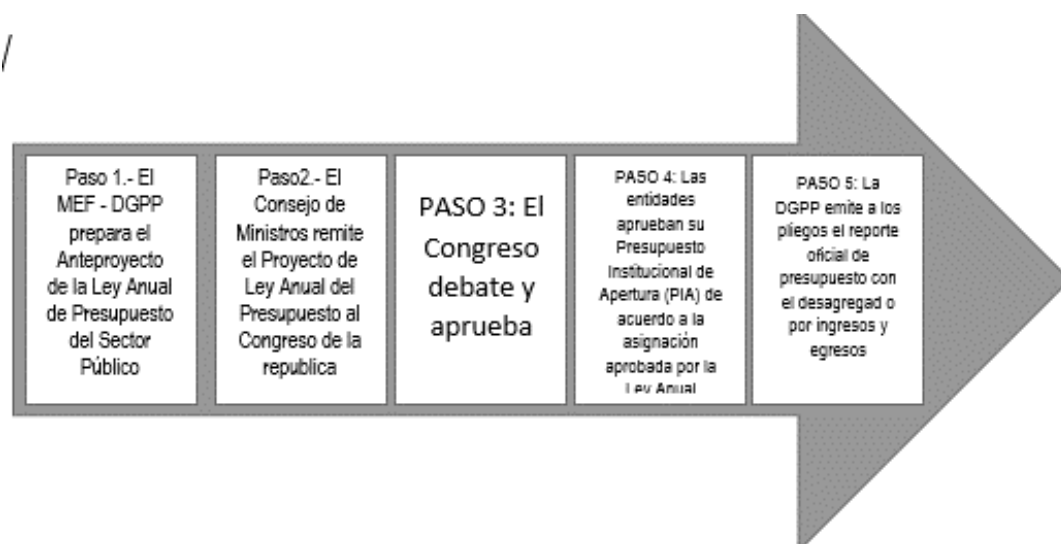 /
Paso 1.- El
MEF - DGPP
prepara el
Anteproyecto
de la Ley Anual
de Presupuesto
del Sector
Público
Paso2.- El
Consejo de
Ministros remite
el Proyecto de
Ley Anual del
Presupuesto al
Congreso de la
republica
PASO 3: El
Congreso
debate y
aprueba
PASO 4: Las
entidades
aprueban su
Presupuesto
Institucional de
Apertura (PIA) de
acuerdo a la
asignación
aprobada por la
Ley Anual
PASO 5: La
DGPP emite a los
pliegos el reporte
oficial de
presupuesto con
el desagregad o
por ingresos y
egresos